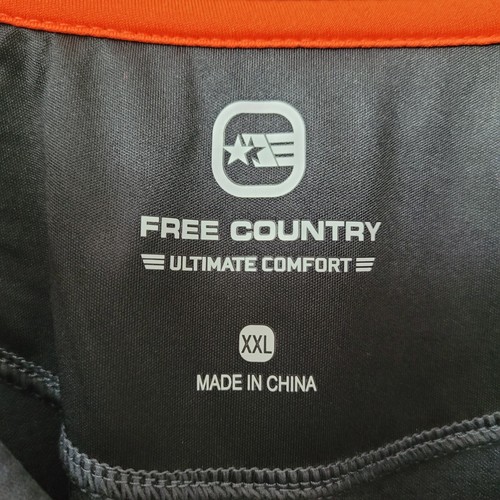 FREE COUNTRY
ULTIMATE COMFORT
XXL
MADE IN CHINA